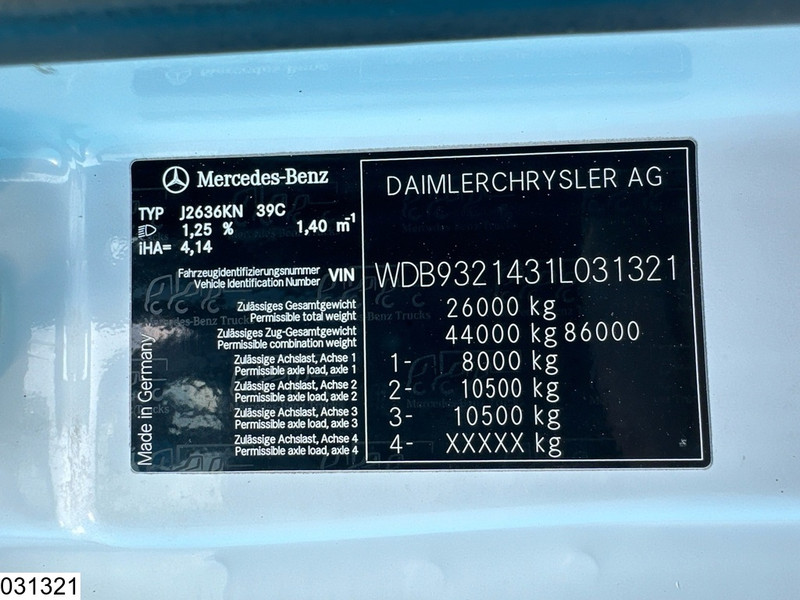 Mercedes-Benz
TYP J2636KN 39C
1,25 % 1,40 m⁻¹
iHA= 4,14
Fahrzeugidentifizierungsnummer
Vehicle Identification Number
VIN
Zulässiges Gesamtgewicht
Permissible total weight
Zulässiges Zug-Gesamtgewicht
Permissible combination weight
Zulässige Achslast, Achse 1
Permissible axle load, axle 1
Zulässige Achslast, Achse 2
Permissible axle load, axle 2
Zulässige Achslast, Achse 3
Permissible axle load, axle 3
Zulässige Achslast, Achse 4
Permissible axle load, axle 4
Made in Germany
DAIMLERCHRYSLER AG
WDB9321431L031321
26000 kg
44000 kg 86000
1- 8000 kg
2- 10500 kg
3- 10500 kg
4- XXXXX kg
Mercedes-Benz Trucks
031321